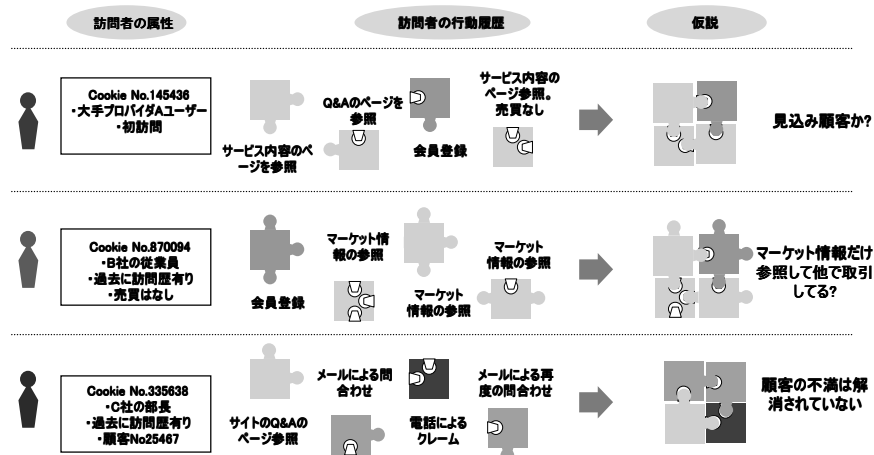 訪問者の属性
訪問者の行動履歴
仮説
Cookie No.145436
・大手プロバイダAユーザー
・初訪問
サービス内容のペ
ージを参照
Q&Aのページを
参照
会員登録
サービス内容の
ページ参照。
売買なし
見込み顧客か?
Cookie No.870094
・B社の従業員
・過去に訪問歴有り
・売買はなし
会員登録
マーケット情
報の参照
マーケット
情報の参照
マーケット
情報の参照
マーケット情報だけ
参照して他で取引
してる?
Cookie No.335638
・C社の部長
・過去に訪問歴有り
・顧客No25467
サイトのQ&Aの
ページ参照
メールによる問
合わせ
電話による
クレーム
メールによる再
度の問合わせ
顧客の不満は解
消されていない